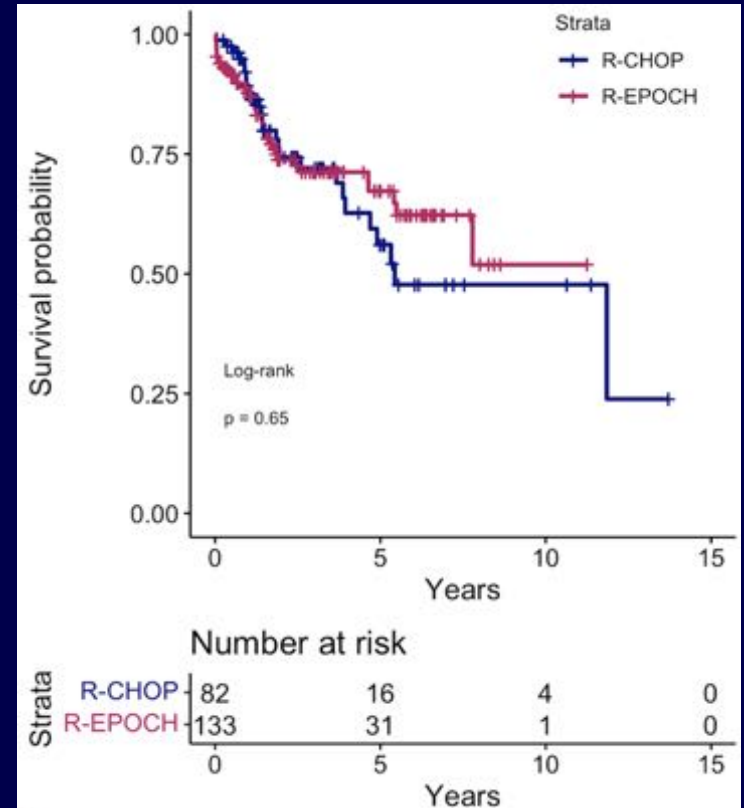 Strata
R-CHOP
R-EPOCH
1.00
0.75
0.50
0.25
0.00
Survival probability
Log-rank
p = 0.65
0 5 10 15
Years
Number at risk
Strata
R-CHOP 82 16 4 0
R-EPOCH 133 31 1 0
0 5 10 15
Years